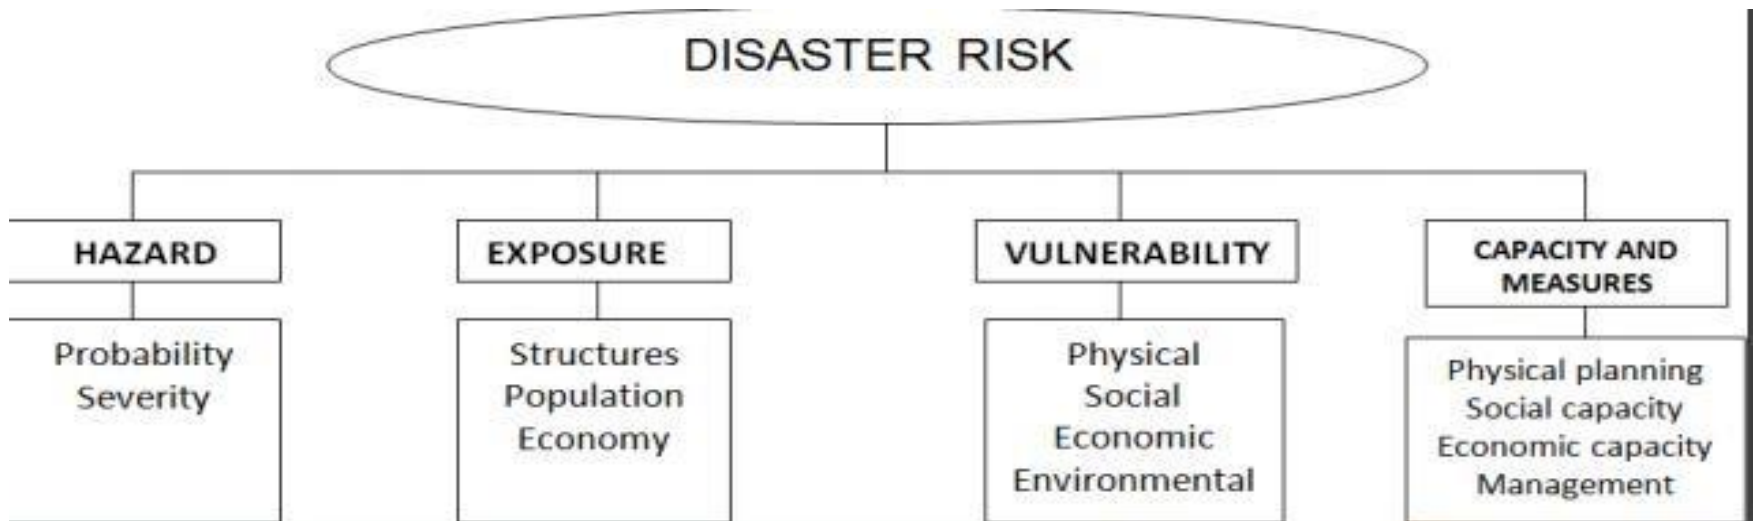 DISASTER RISK
HAZARD
Probability
Severity
EXPOSURE
Structures
Population
Economy
VULNERABILITY
Physical
Social
Economic
Environmental
CAPACITY AND
MEASURES
Physical planning
Social capacity
Economic capacity
Management